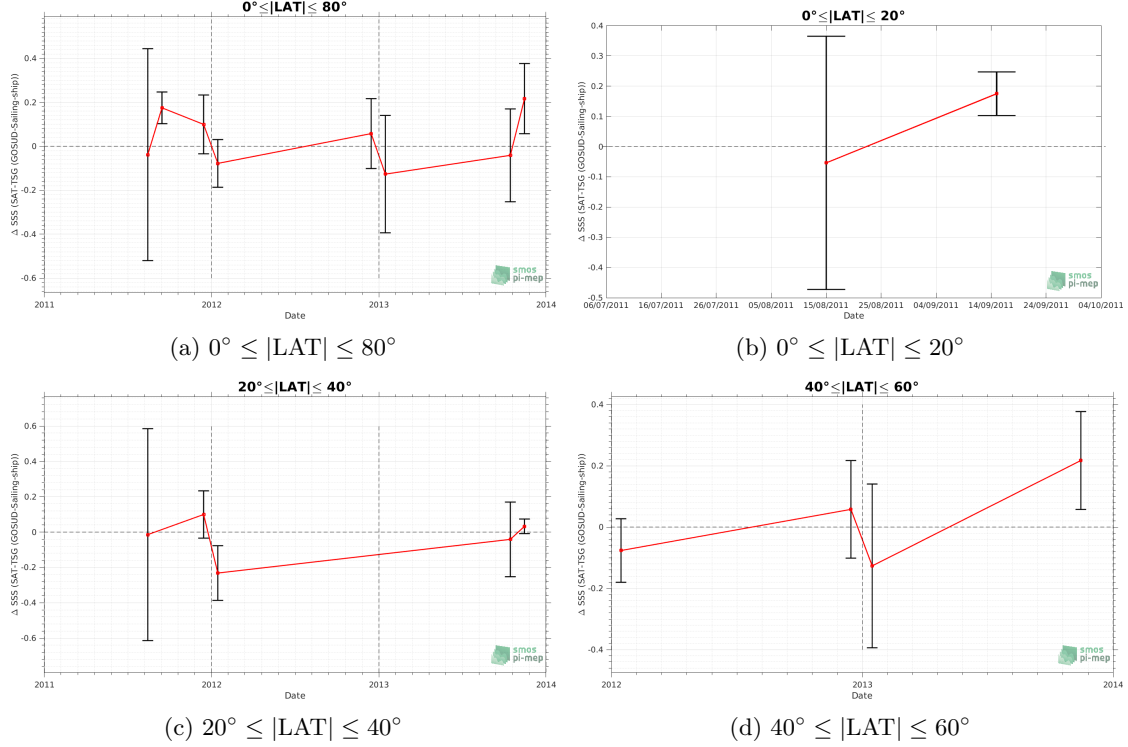 0°≤|LAT|≤ 80°
Δ SSS (SAT-TSG (GOSUD-Sailing-ship))
0.4
0.2
0
-0.2
-0.4
-0.6
2011
2012
2013
2014
Date
smos
pi-mep
(a) 0° ≤ |LAT| ≤ 80°
0°≤|LAT|≤ 20°
Δ SSS (SAT-TSG (GOSUD-Sailing-ship))
0.4
0.3
0.2
0.1
0
-0.1
-0.2
-0.3
-0.4
-0.5
06/07/2011
16/07/2011
26/07/2011
05/08/2011
15/08/2011
25/08/2011
04/09/2011
14/09/2011
24/09/2011
04/10/2011
Date
smos
pi-mep
(b) 0° ≤ |LAT| ≤ 20°
20°≤|LAT|≤ 40°
Δ SSS (SAT-TSG (GOSUD-Sailing-ship))
0.6
0.4
0.2
0
-0.2
-0.4
-0.6
2011
2012
2013
2014
Date
smos
pi-mep
(c) 20° ≤ |LAT| ≤ 40°
40°≤|LAT|≤ 60°
Δ SSS (SAT-TSG (GOSUD-Sailing-ship))
0.4
0.2
0
-0.2
-0.4
2012
2013
2014
Date
smos
pi-mep
(d) 40° ≤ |LAT| ≤ 60°